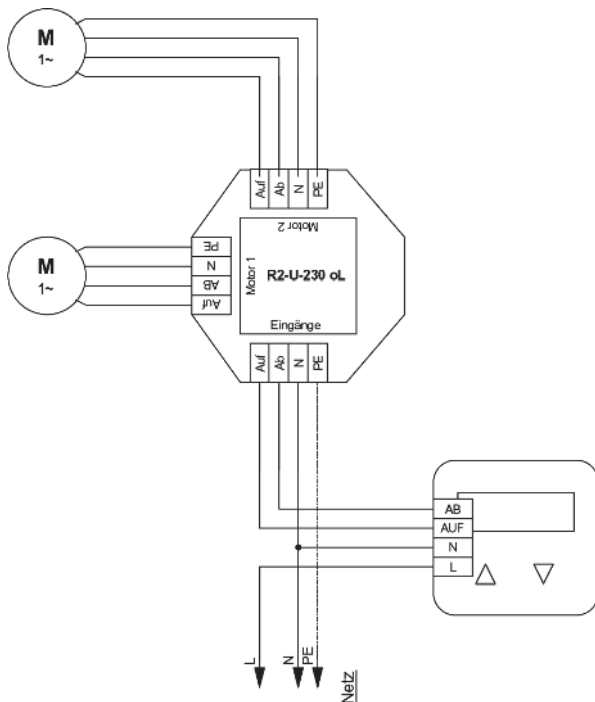 M
1~
Auf
Ab
N
PE
Motor 2
M
1~
PE
N
AB
Auf
Motor 1
R2-U-230 oL
Eingänge
Auf
Ab
N
PE
AB
AUF
N
L
L
N
PE
Netz